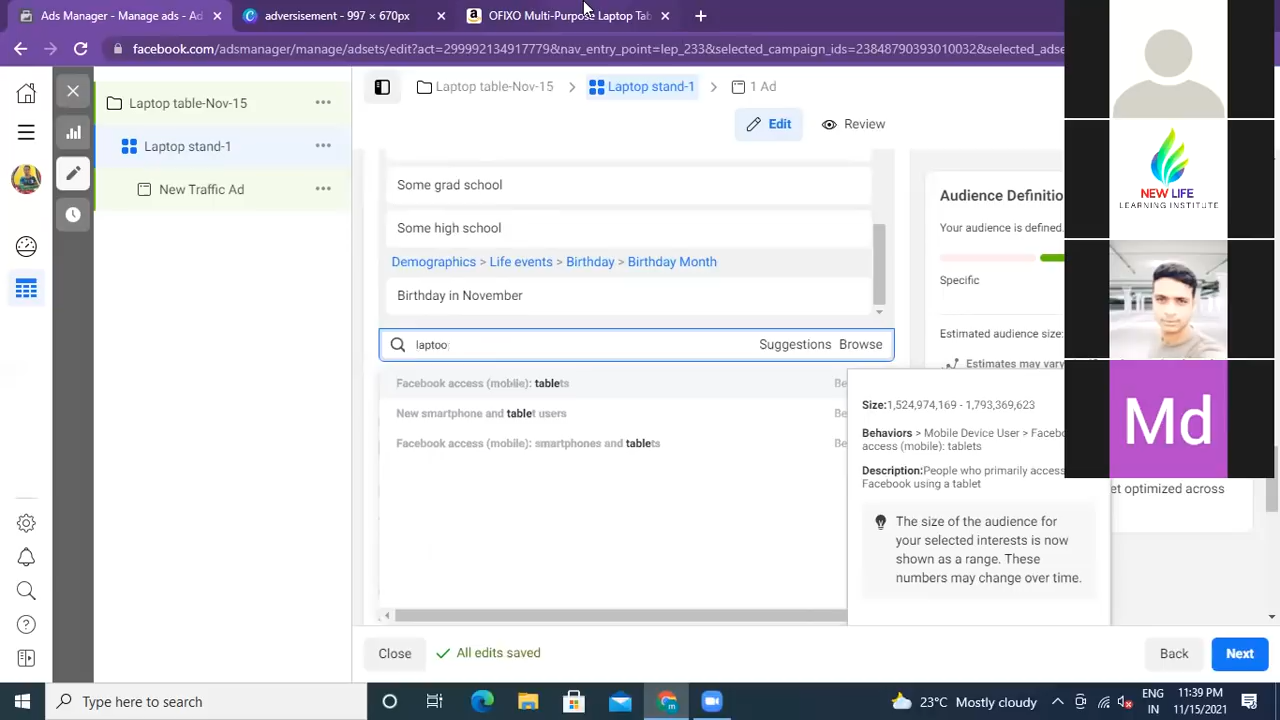 Ads Manager - Manage ads - Ad
advertisement - 997 × 670px
OFIXO Multi-Purpose Laptop Tab
facebook.com/adsmanager/manage/adsets/edit?act=299992134917779&nav_entry_point=lep_233&selected_campaign_ids=23848790393010032&selected_adse
Laptop table-Nov-15
Laptop stand-1
New Traffic Ad
Laptop table-Nov-15
Laptop stand-1
1 Ad
Edit
Review
Some grad school
Some high school
Demographics > Life events > Birthday > Birthday Month
Birthday in November
laptoo
Suggestions
Browse
Facebook access (mobile): tablets
Be
New smartphone and tablet users
Be
Facebook access (mobile): smartphones and tablets
Be
Audience Definitio
Your audience is defined.
Specific
Estimated audience size:
Estimates may vary
Size:1,524,974,169 - 1,793,369,623
Behaviors > Mobile Device User > Facebo
access (mobile): tablets
Description:People who primarily access
Facebook using a tablet
The size of the audience for
your selected interests is now
shown as a range. These
numbers may change over time.
et optimized across
NEW LIFE
LEARNING INSTITUTE
Md
Close
All edits saved
Back
Next
Type here to search
23°C Mostly cloudy
ENG
IN
11:39 PM
11/15/2021